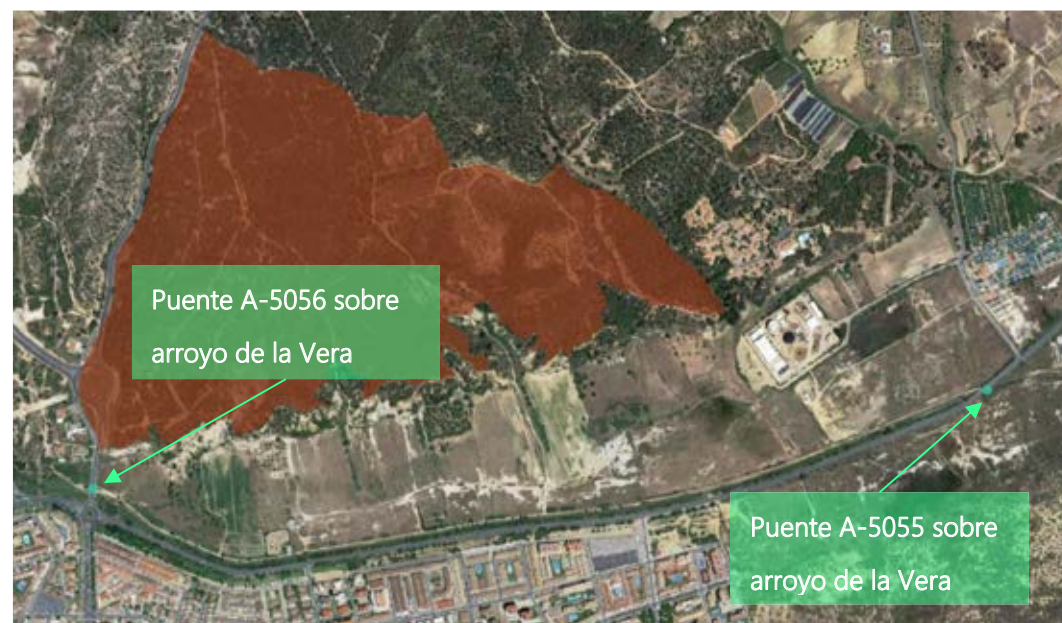 Puente A-5056 sobre
arroyo de la Vera
Puente A-5055 sobre
arroyo de la Vera